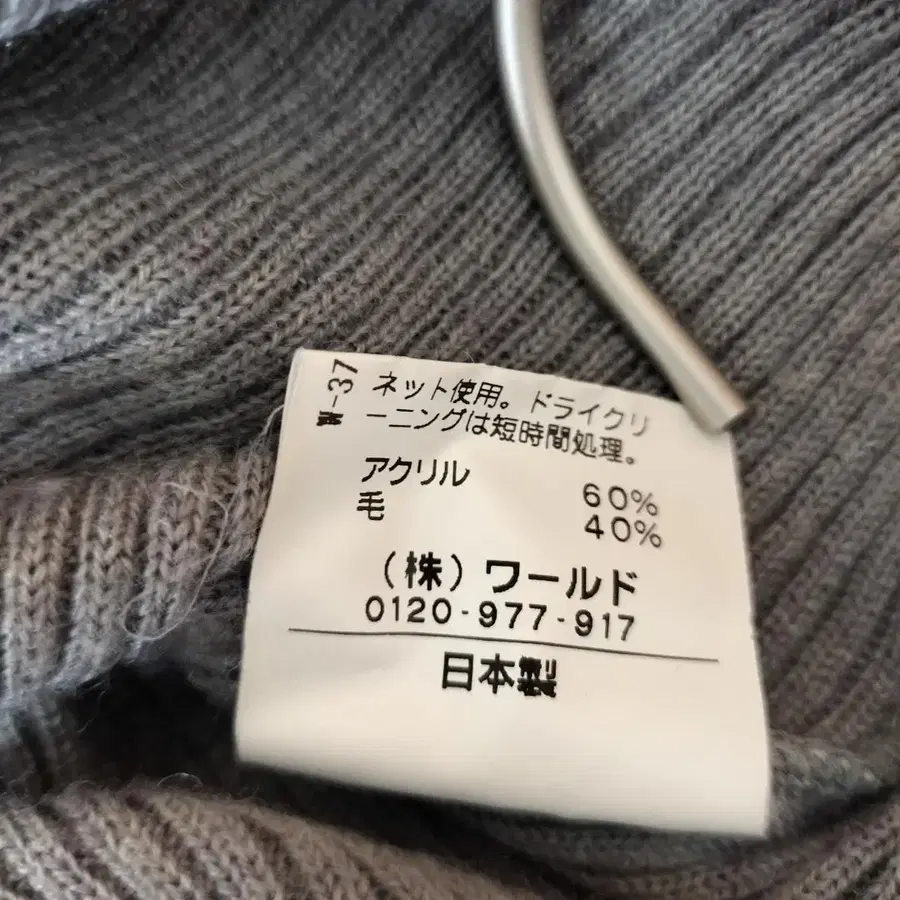 W-37
ネット使用。ドライクリ
ーニングは短時間処理。
アクリル 60%
毛 40%
(株)ワールド
0120-977-917
日本製